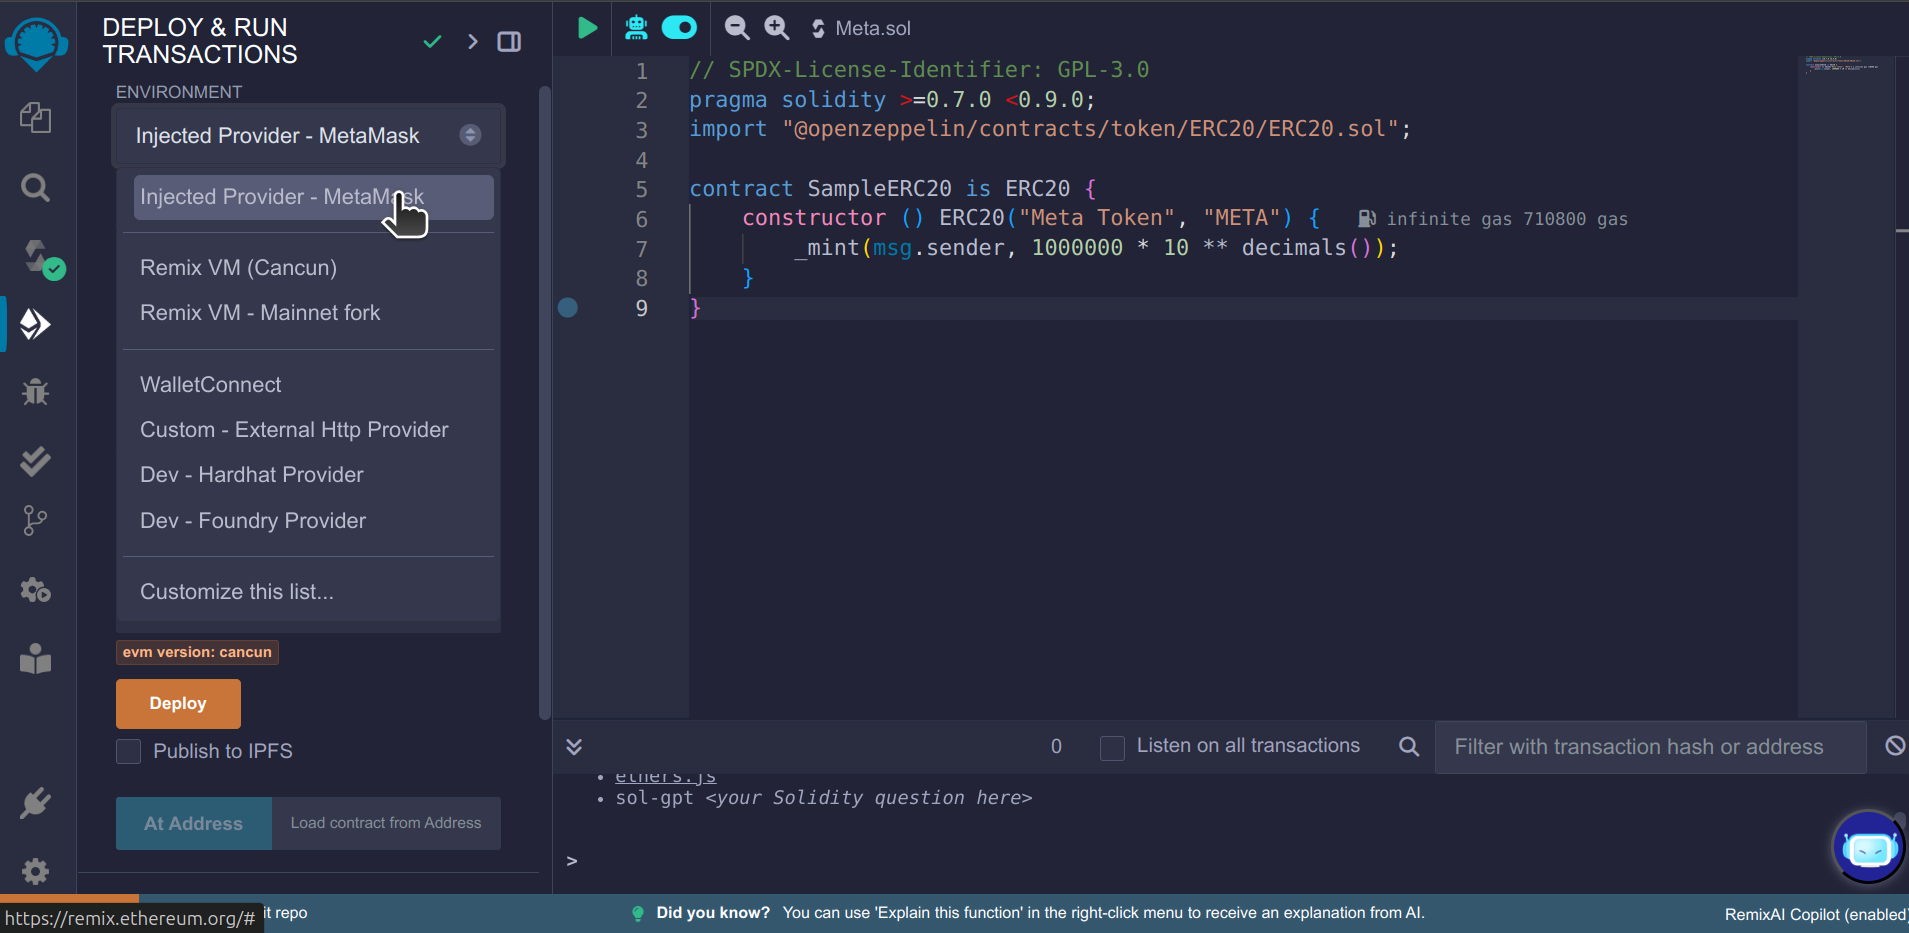 DEPLOY & RUN
TRANSACTIONS
ENVIRONMENT
Injected Provider - MetaMask
Injected Provider - MetaMask
Remix VM (Cancun)
Remix VM - Mainnet fork
WalletConnect
Custom - External Http Provider
Dev - Hardhat Provider
Dev - Foundry Provider
Customize this list...
evm version: cancun
Deploy
Publish to IPFS
At Address Load contract from Address
Meta.sol
1 // SPDX-License-Identifier: GPL-3.0
2 pragma solidity >=0.7.0 <0.9.0;
3 import "@openzeppelin/contracts/token/ERC20/ERC20.sol";
4
5 contract SampleERC20 is ERC20 {
6 constructor () ERC20("Meta Token", "META") { infinite gas 710800 gas
7 _mint(msg.sender, 1000000 * 10 ** decimals());
8 }
9 }
0 Listen on all transactions Filter with transaction hash or address
• ethers.js
• sol-gpt <your Solidity question here>
>
https://remix.ethereum.org/# it repo
Did you know? You can use 'Explain this function' in the right-click menu to receive an explanation from AI.
RemixAI Copilot (enabled)